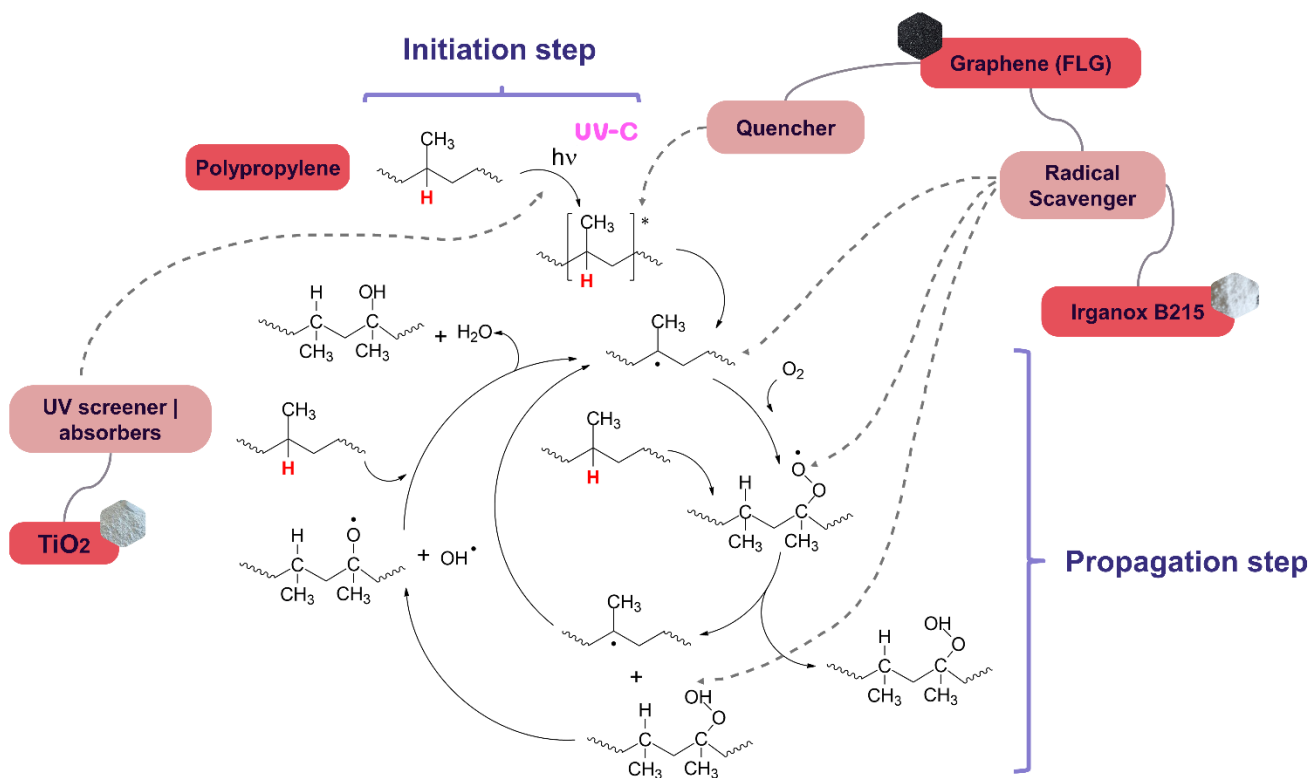 Initiation step
Graphene (FLG)
UV-C
Quencher
CH3
hν
Polypropylene
H
Radical
Scavenger
CH3
*
H
Irganox B215
H OH
C C
CH3 CH3
+ H2O
CH3
•
O2
UV screener |
absorbers
CH3
H
CH3
H
•
O
O
H
C C
CH3 CH3
TiO2
•
O
H
C C
CH3 CH3
+ OH•
Propagation step
CH3
•
+
OH
O
H
C C
CH3 CH3
OH
O
H
C C
CH3 CH3